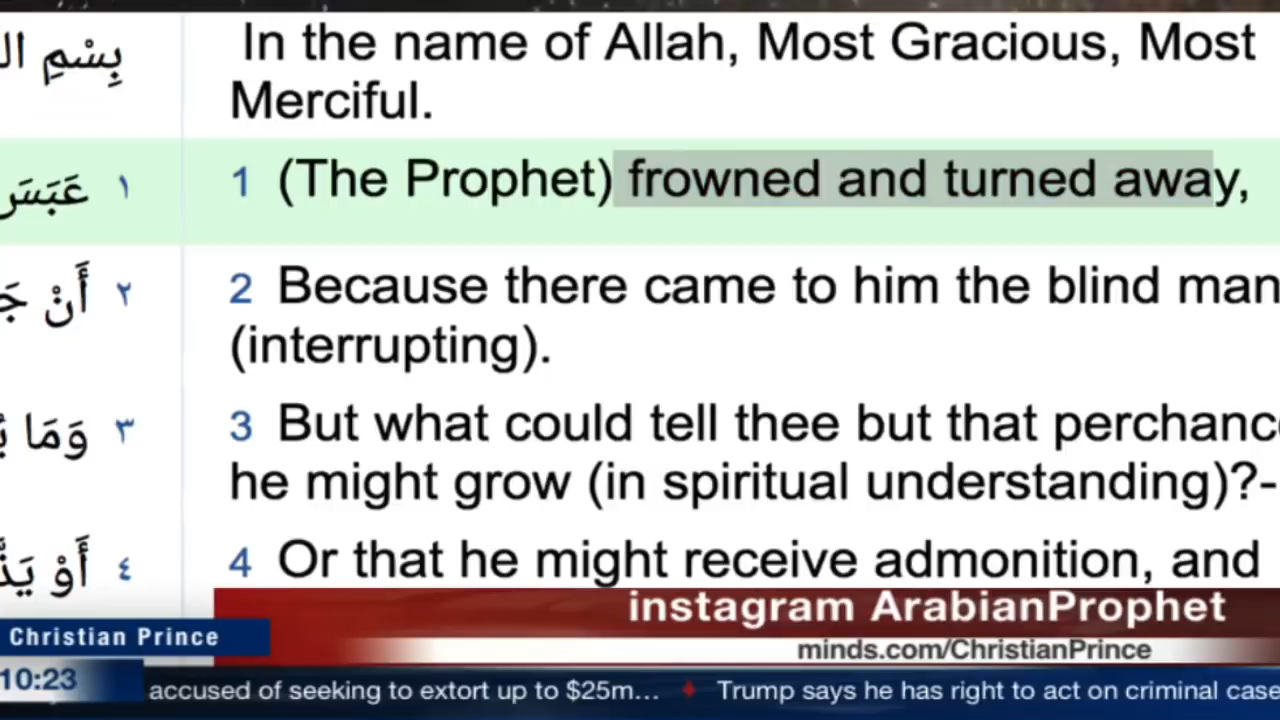 بِسْمِ
In the name of Allah, Most Gracious, Most
Merciful.
عَبَسَ ١
1 (The Prophet) frowned and turned away,
أَنْ ٢
2 Because there came to him the blind man
(interrupting).
وَمَا ٣
3 But what could tell thee but that perchance
he might grow (in spiritual understanding)?-
أَوْ ٤
4 Or that he might receive admonition, and
instagram ArabianProphet
Christian Prince
minds.com/ChristianPrince
10:23
accused of seeking to extort up to $25m... ♦ Trump says he has right to act on criminal case